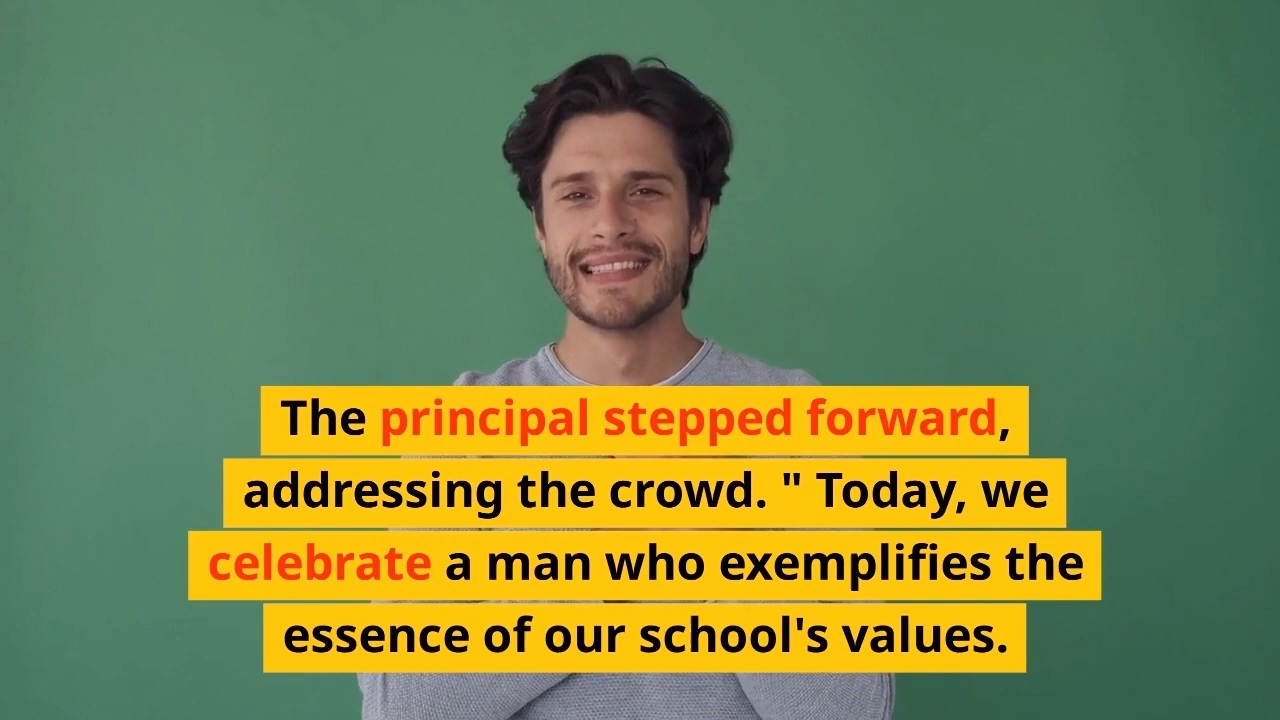 The principal stepped forward,
addressing the crowd. " Today, we
celebrate a man who exemplifies the
essence of our school's values.